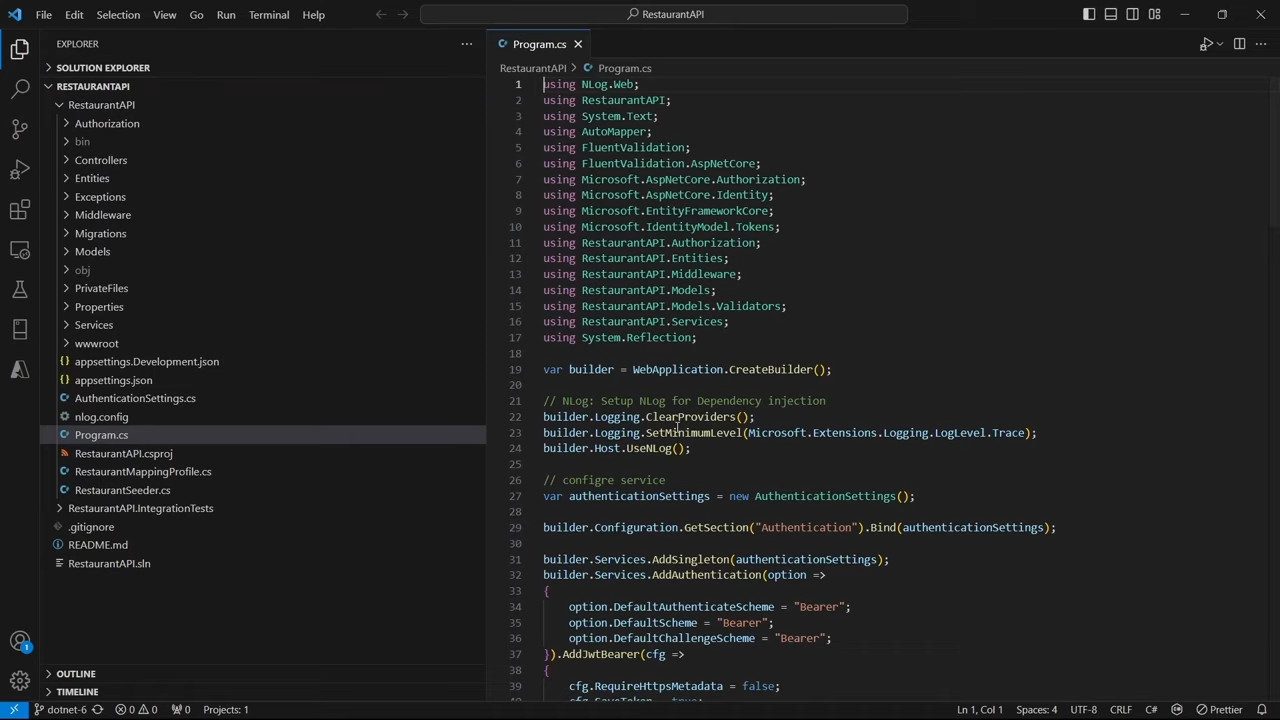 File Edit Selection View Go Run Terminal Help
RestaurantAPI
EXPLORER
SOLUTION EXPLORER
RESTAURANTAPI
RestaurantAPI
Authorization
bin
Controllers
Entities
Exceptions
Middleware
Migrations
Models
obj
PrivateFiles
Properties
Services
wwwroot
appsettings.Development.json
appsettings.json
AuthenticationSettings.cs
nlog.config
Program.cs
RestaurantAPI.csproj
RestaurantMappingProfile.cs
RestaurantSeeder.cs
RestaurantAPI.IntegrationTests
.gitignore
README.md
RestaurantAPI.sln
OUTLINE
TIMELINE
Program.cs
RestaurantAPI > Program.cs
1 using NLog.Web;
2 using RestaurantAPI;
3 using System.Text;
4 using AutoMapper;
5 using FluentValidation;
6 using FluentValidation.AspNetCore;
7 using Microsoft.AspNetCore.Authorization;
8 using Microsoft.AspNetCore.Identity;
9 using Microsoft.EntityFrameworkCore;
10 using Microsoft.IdentityModel.Tokens;
11 using RestaurantAPI.Authorization;
12 using RestaurantAPI.Entities;
13 using RestaurantAPI.Middleware;
14 using RestaurantAPI.Models;
15 using RestaurantAPI.Models.Validators;
16 using RestaurantAPI.Services;
17 using System.Reflection;
18
19 var builder = WebApplication.CreateBuilder();
20
21 // NLog: Setup NLog for Dependency injection
22 builder.Logging.ClearProviders();
23 builder.Logging.SetMinimumLevel(Microsoft.Extensions.Logging.LogLevel.Trace);
24 builder.Host.UseNLog();
25
26 // configre service
27 var authenticationSettings = new AuthenticationSettings();
28
29 builder.Configuration.GetSection("Authentication").Bind(authenticationSettings);
30
31 builder.Services.AddSingleton(authenticationSettings);
32 builder.Services.AddAuthentication(option =>
33 {
34 option.DefaultAuthenticateScheme = "Bearer";
35 option.DefaultScheme = "Bearer";
36 option.DefaultChallengeScheme = "Bearer";
37 }).AddJwtBearer(cfg =>
38 {
39 cfg.RequireHttpsMetadata = false;
1
dotnet-6 0 0 0 Projects: 1 Ln 1, Col 1 Spaces: 4 UTF-8 CRLF C# Prettier